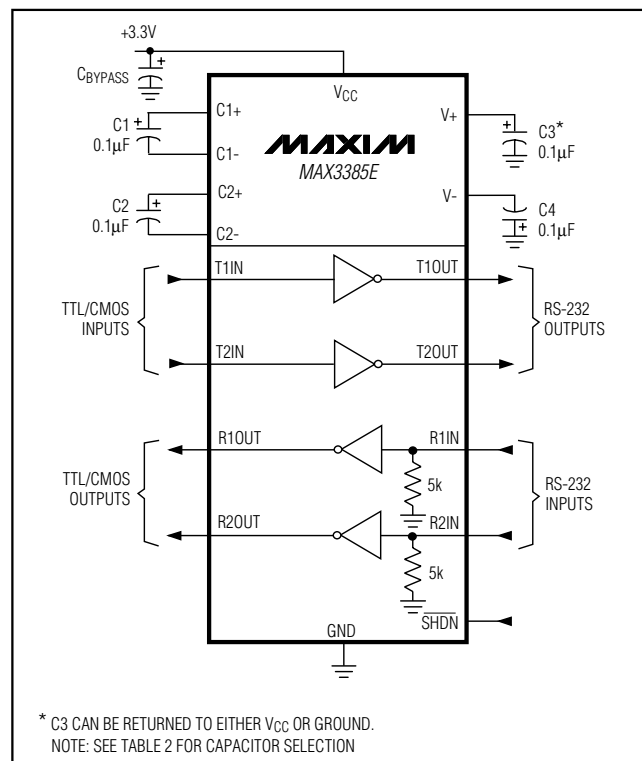 +3.3V
CBYPASS
+
VCC
C1
0.1µF
+
C1+
C1-
C2
0.1µF
+
C2+
C2-
MAXIM
MAX3385E
V+
+
C3*
0.1µF
V-
C4
+
0.1µF
TTL/CMOS
INPUTS
T1IN
T1OUT
T2IN
T2OUT
RS-232
OUTPUTS
TTL/CMOS
OUTPUTS
R1OUT
R1IN
5k
R2OUT
R2IN
5k
RS-232
INPUTS
SHDN
GND
* C3 CAN BE RETURNED TO EITHER VCC OR GROUND.
NOTE: SEE TABLE 2 FOR CAPACITOR SELECTION